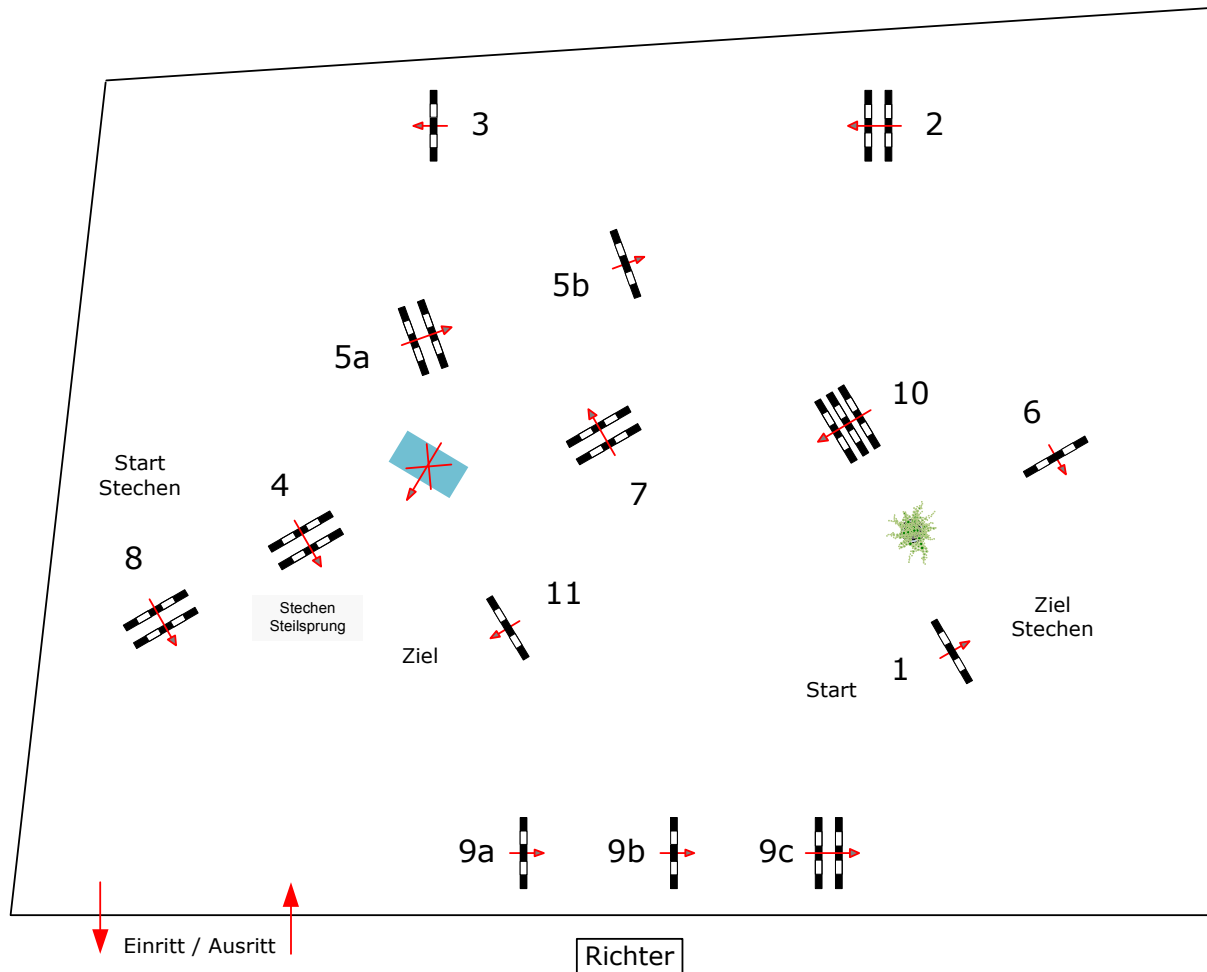 3
2
5b
5a
10
6
Start
Stechen
4
7
8
11
Stechen
Steilsprung
Ziel
Stechen
Ziel
1
Start
9a
9b
9c
Einritt / Ausritt
Richter